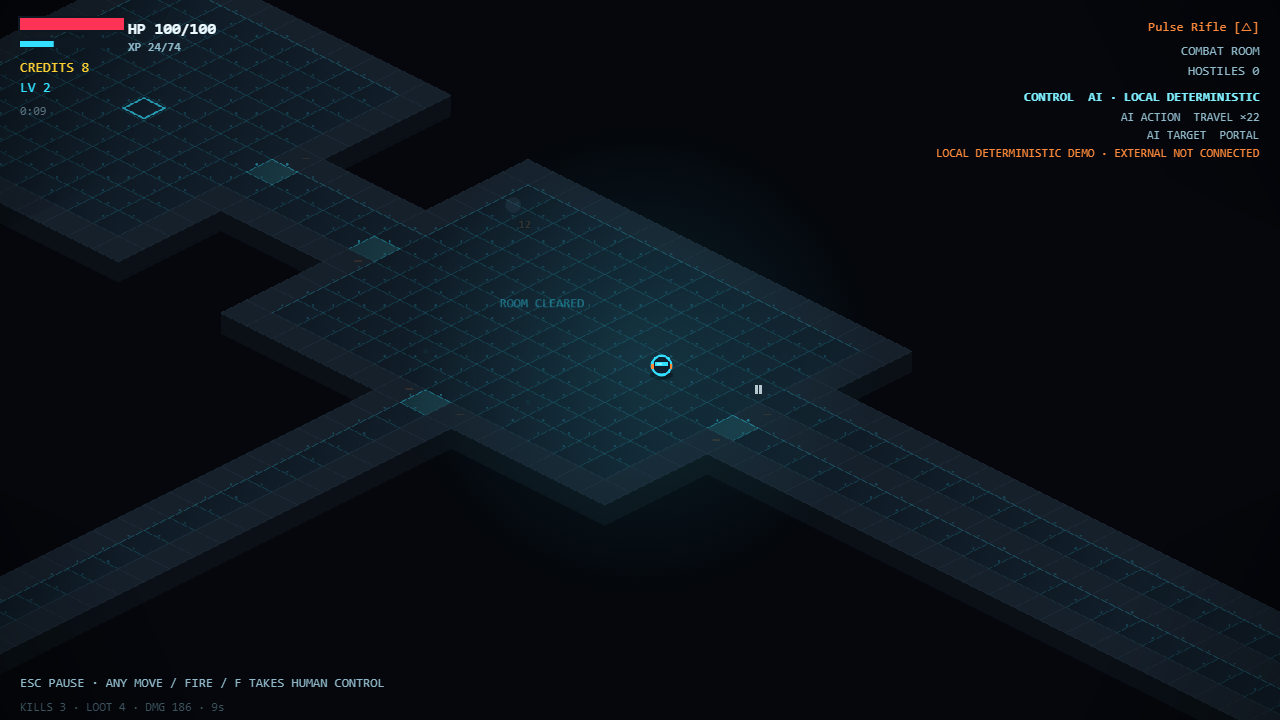 HP 100/100
XP 24/74
CREDITS 8
LV 2
0:09
Pulse Rifle [△]
COMBAT ROOM
HOSTILES 0
CONTROL AI · LOCAL DETERMINISTIC
AI ACTION TRAVEL ×22
AI TARGET PORTAL
LOCAL DETERMINISTIC DEMO · EXTERNAL NOT CONNECTED
12
ROOM CLEARED
ESC PAUSE · ANY MOVE / FIRE / F TAKES HUMAN CONTROL
KILLS 3 · LOOT 4 · DMG 186 · 9s